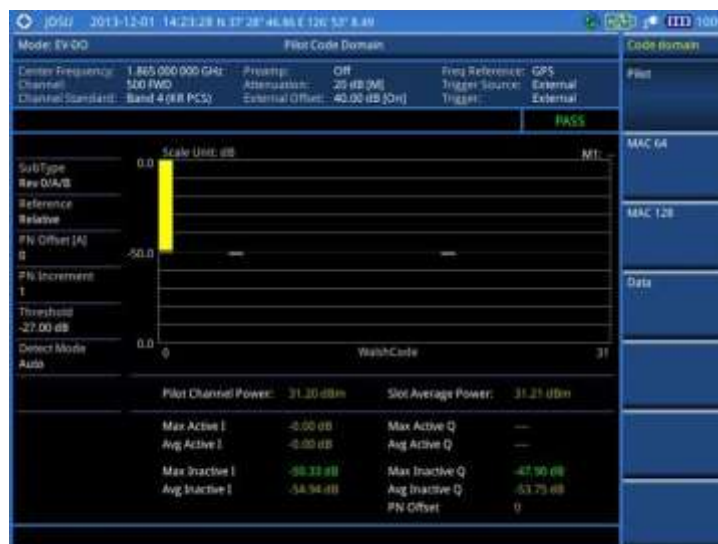 JDSU 2013-12-01 14:23:28 N 37° 28' 46.86 E 126° 53' 8.49 100
Mode: EV-DO Pilot Code Domain Code domain
Center Frequency: 1.865 000 000 GHz Preamp: Off Freq Reference: GPS
Channel: 500 FWD Attenuation: 20 dB [M] Trigger Source: External
Channel Standard: Band 4 (KR PCS) External Offset: 40.00 dB [On] Trigger: External
PASS
Pilot
MAC 64
MAC 128
Data
Scale Unit: dB M1: --
0.0
-50.0
0.0
0 WalshCode 31
SubType
Rev 0/A/B
Reference
Relative
PN Offset [A]
0
PN Increment
1
Threshold
-27.00 dB
Detect Mode
Auto
Pilot Channel Power: 31.20 dBm Slot Average Power: 31.21 dBm
Max Active I -0.00 dB Max Active Q ---
Avg Active I -0.00 dB Avg Active Q ---
Max Inactive I -50.33 dB Max Inactive Q -47.90 dB
Avg Inactive I -54.94 dB Avg Inactive Q -53.75 dB
PN Offset 0